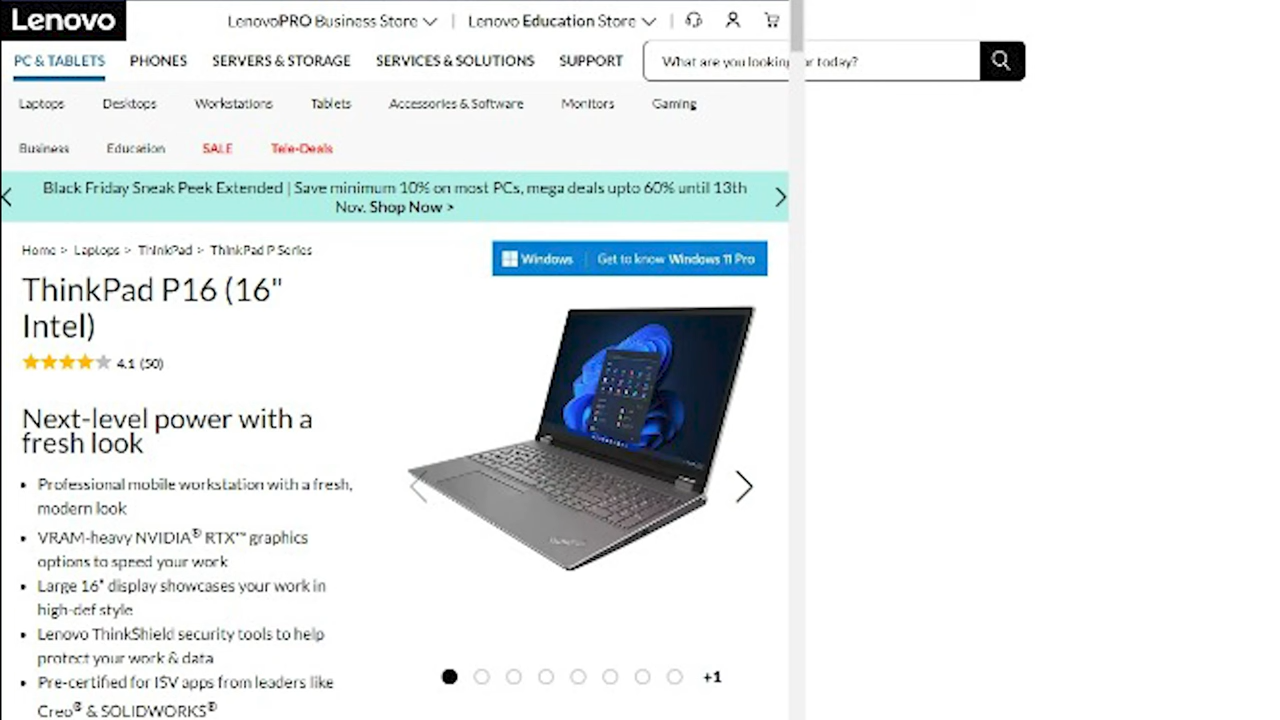 Lenovo
LenovoPRO Business Store | Lenovo Education Store |
PC & TABLETS PHONES SERVERS & STORAGE SERVICES & SOLUTIONS SUPPORT What are you looking for today?
Laptops Desktops Workstations Tablets Accessories & Software Monitors Gaming
Business Education SALE Tele-Deals
Black Friday Sneak Peek Extended | Save minimum 10% on most PCs, mega deals upto 60% until 13th
Nov. Shop Now >
Home > Laptops > ThinkPad > ThinkPad P Series
Windows | Get to know Windows 11 Pro
ThinkPad P16 (16"
Intel)
4.1 (50)
Next-level power with a
fresh look
• Professional mobile workstation with a fresh,
modern look
• VRAM-heavy NVIDIA® RTX™ graphics
options to speed your work
• Large 16" display showcases your work in
high-def style
• Lenovo ThinkShield security tools to help
protect your work & data
• Pre-certified for ISV apps from leaders like
Creo® & SOLIDWORKS®
+1